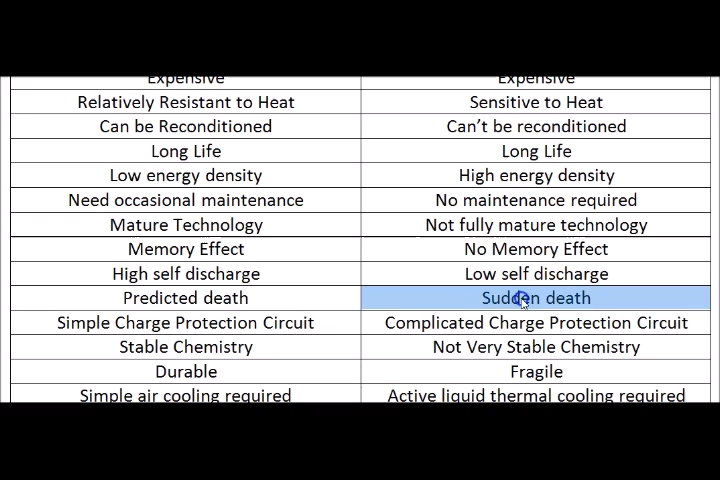 Expensive Expensive
Relatively Resistant to Heat Sensitive to Heat
Can be Reconditioned Can't be reconditioned
Long Life Long Life
Low energy density High energy density
Need occasional maintenance No maintenance required
Mature Technology Not fully mature technology
Memory Effect No Memory Effect
High self discharge Low self discharge
Predicted death Sudden death
Simple Charge Protection Circuit Complicated Charge Protection Circuit
Stable Chemistry Not Very Stable Chemistry
Durable Fragile
Simple air cooling required Active liquid thermal cooling required